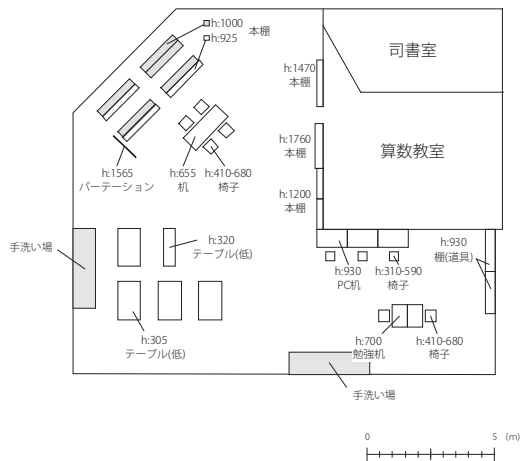 h:1000
本棚
h:925
司書室
h:1470
本棚
h:1760
本棚
算数教室
h:1565
パーテーション
h:655
机
h:410-680
椅子
h:1200
本棚
手洗い場
h:320
テーブル(低)
h:930
棚(道具)
h:930
PC机
h:310-590
椅子
h:305
テーブル(低)
h:700
勉強机
h:410-680
椅子
手洗い場
0 5 (m)